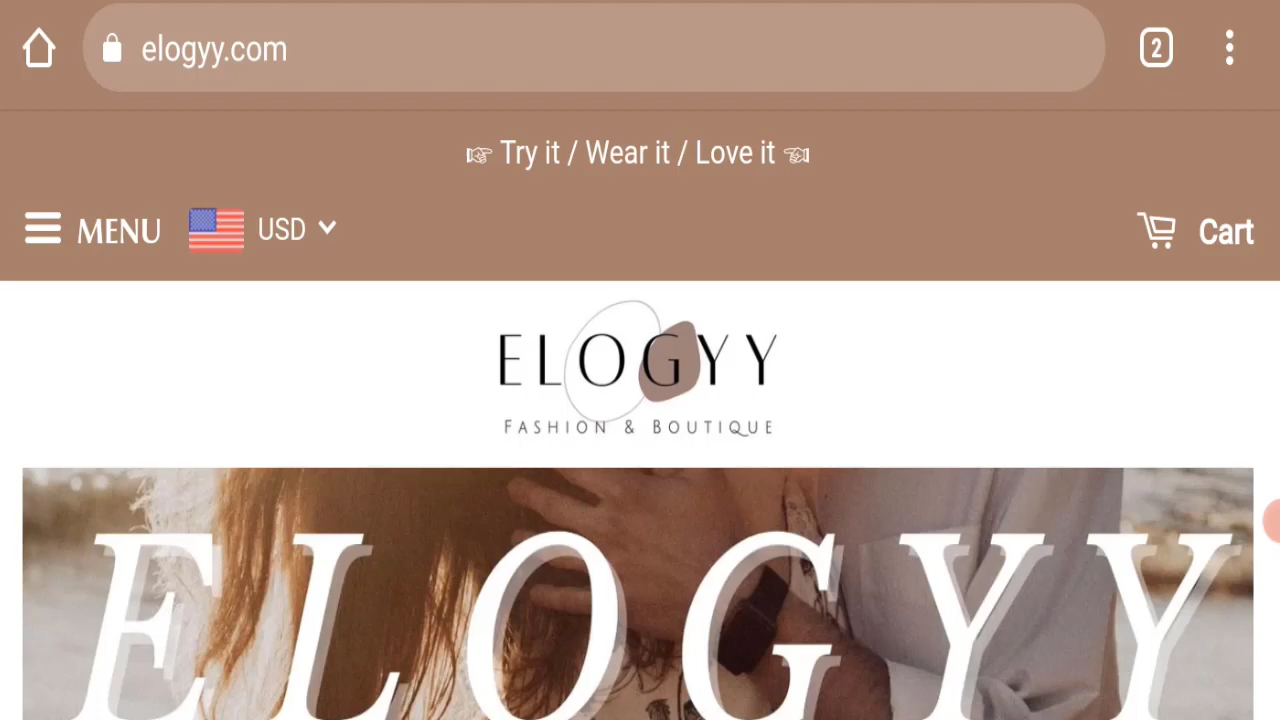 elogyy.com
2
☞ Try it / Wear it / Love it ☜
MENU
USD
Cart
ELOGYY
FASHION & BOUTIQUE
ELOGYY